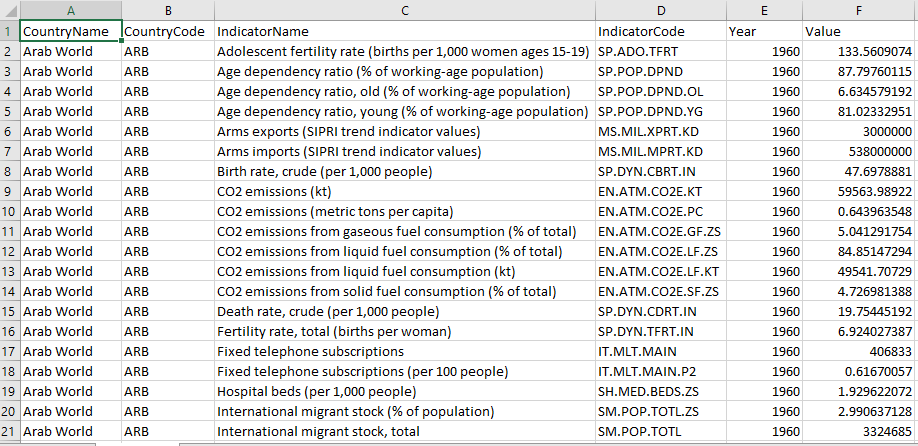 A B C D E F
1 CountryName CountryCode IndicatorName IndicatorCode Year Value
2 Arab World ARB Adolescent fertility rate (births per 1,000 women ages 15-19) SP.ADO.TFRT 1960 133.5609074
3 Arab World ARB Age dependency ratio (% of working-age population) SP.POP.DPND 1960 87.79760115
4 Arab World ARB Age dependency ratio, old (% of working-age population) SP.POP.DPND.OL 1960 6.634579192
5 Arab World ARB Age dependency ratio, young (% of working-age population) SP.POP.DPND.YG 1960 81.02332951
6 Arab World ARB Arms exports (SIPRI trend indicator values) MS.MIL.XPRT.KD 1960 3000000
7 Arab World ARB Arms imports (SIPRI trend indicator values) MS.MIL.MPRT.KD 1960 538000000
8 Arab World ARB Birth rate, crude (per 1,000 people) SP.DYN.CBRT.IN 1960 47.6978881
9 Arab World ARB CO2 emissions (kt) EN.ATM.CO2E.KT 1960 59563.98922
10 Arab World ARB CO2 emissions (metric tons per capita) EN.ATM.CO2E.PC 1960 0.643963548
11 Arab World ARB CO2 emissions from gaseous fuel consumption (% of total) EN.ATM.CO2E.GF.ZS 1960 5.041291754
12 Arab World ARB CO2 emissions from liquid fuel consumption (% of total) EN.ATM.CO2E.LF.ZS 1960 84.85147294
13 Arab World ARB CO2 emissions from liquid fuel consumption (kt) EN.ATM.CO2E.LF.KT 1960 49541.70729
14 Arab World ARB CO2 emissions from solid fuel consumption (% of total) EN.ATM.CO2E.SF.ZS 1960 4.726981388
15 Arab World ARB Death rate, crude (per 1,000 people) SP.DYN.CDRT.IN 1960 19.75445192
16 Arab World ARB Fertility rate, total (births per woman) SP.DYN.TFRT.IN 1960 6.924027387
17 Arab World ARB Fixed telephone subscriptions IT.MLT.MAIN 1960 406833
18 Arab World ARB Fixed telephone subscriptions (per 100 people) IT.MLT.MAIN.P2 1960 0.61670057
19 Arab World ARB Hospital beds (per 1,000 people) SH.MED.BEDS.ZS 1960 1.929622072
20 Arab World ARB International migrant stock (% of population) SM.POP.TOTL.ZS 1960 2.990637128
21 Arab World ARB International migrant stock, total SM.POP.TOTL 1960 3324685